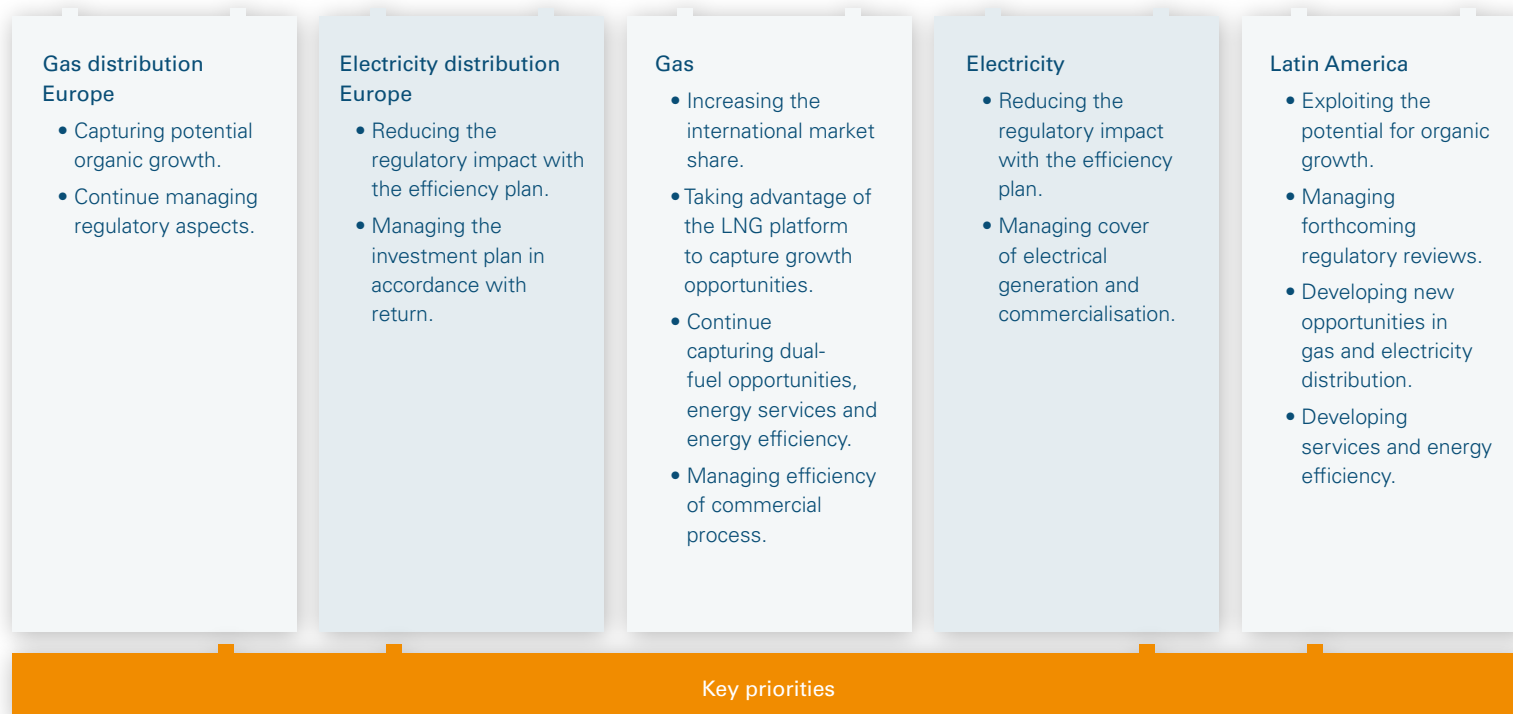 Gas distribution
Europe
• Capturing potential
organic growth.
• Continue managing
regulatory aspects.
Electricity distribution
Europe
• Reducing the
regulatory impact with
the efficiency plan.
• Managing the
investment plan in
accordance with
return.
Gas
• Increasing the
international market
share.
• Taking advantage of
the LNG platform
to capture growth
opportunities.
• Continue
capturing dual-
fuel opportunities,
energy services and
energy efficiency.
• Managing efficiency
of commercial
process.
Electricity
• Reducing the
regulatory impact
with the efficiency
plan.
• Managing cover
of electrical
generation and
commercialisation.
Latin America
• Exploiting the
potential for organic
growth.
• Managing
forthcoming
regulatory reviews.
• Developing new
opportunities in
gas and electricity
distribution.
• Developing
services and energy
efficiency.
Key priorities